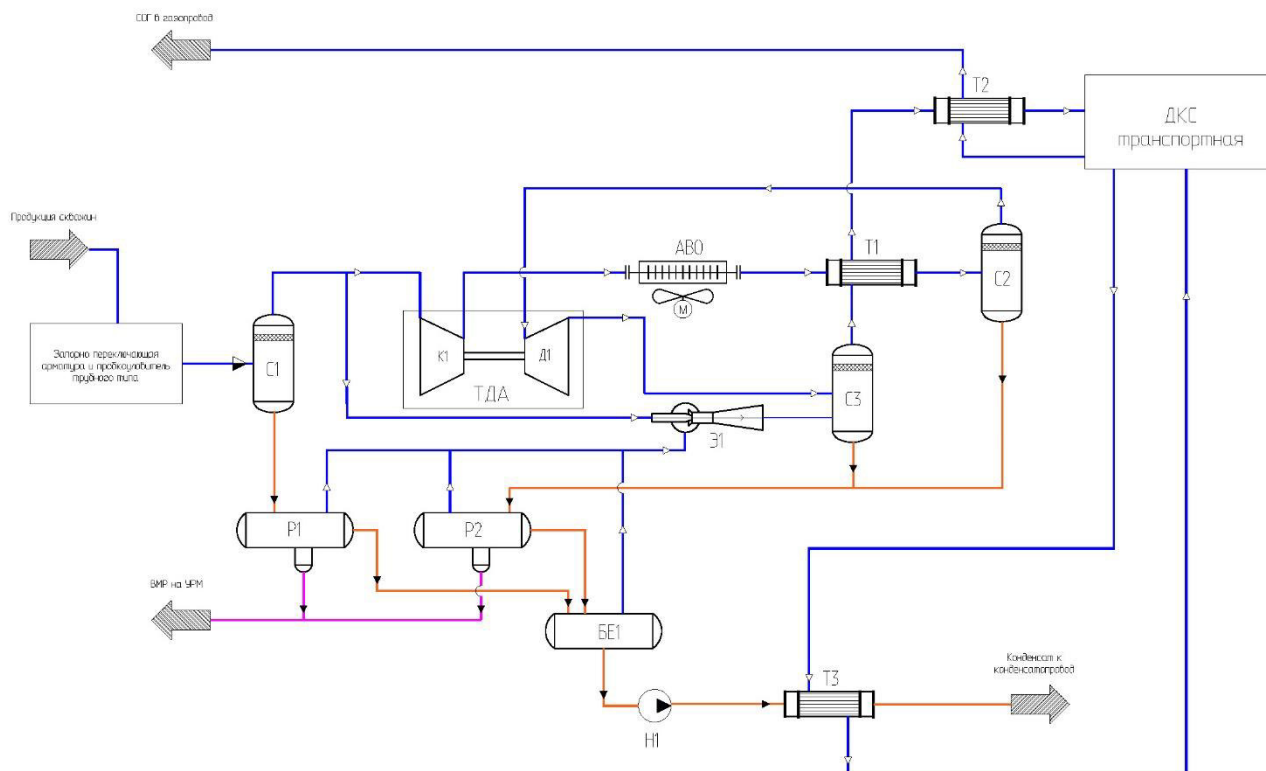 СОГ в газопровод
Т2
ДКС
транспортная
Продукция скважин
АВО
Т1
С2
М
Запорно переключающая
арматура и пробкоуловитель
трубного типа
С1
К1
Д1
ТДА
С3
Э1
Р1
Р2
ВМР на УРМ
БЕ1
Конденсат к
конденсатопровод
Т3
Н1